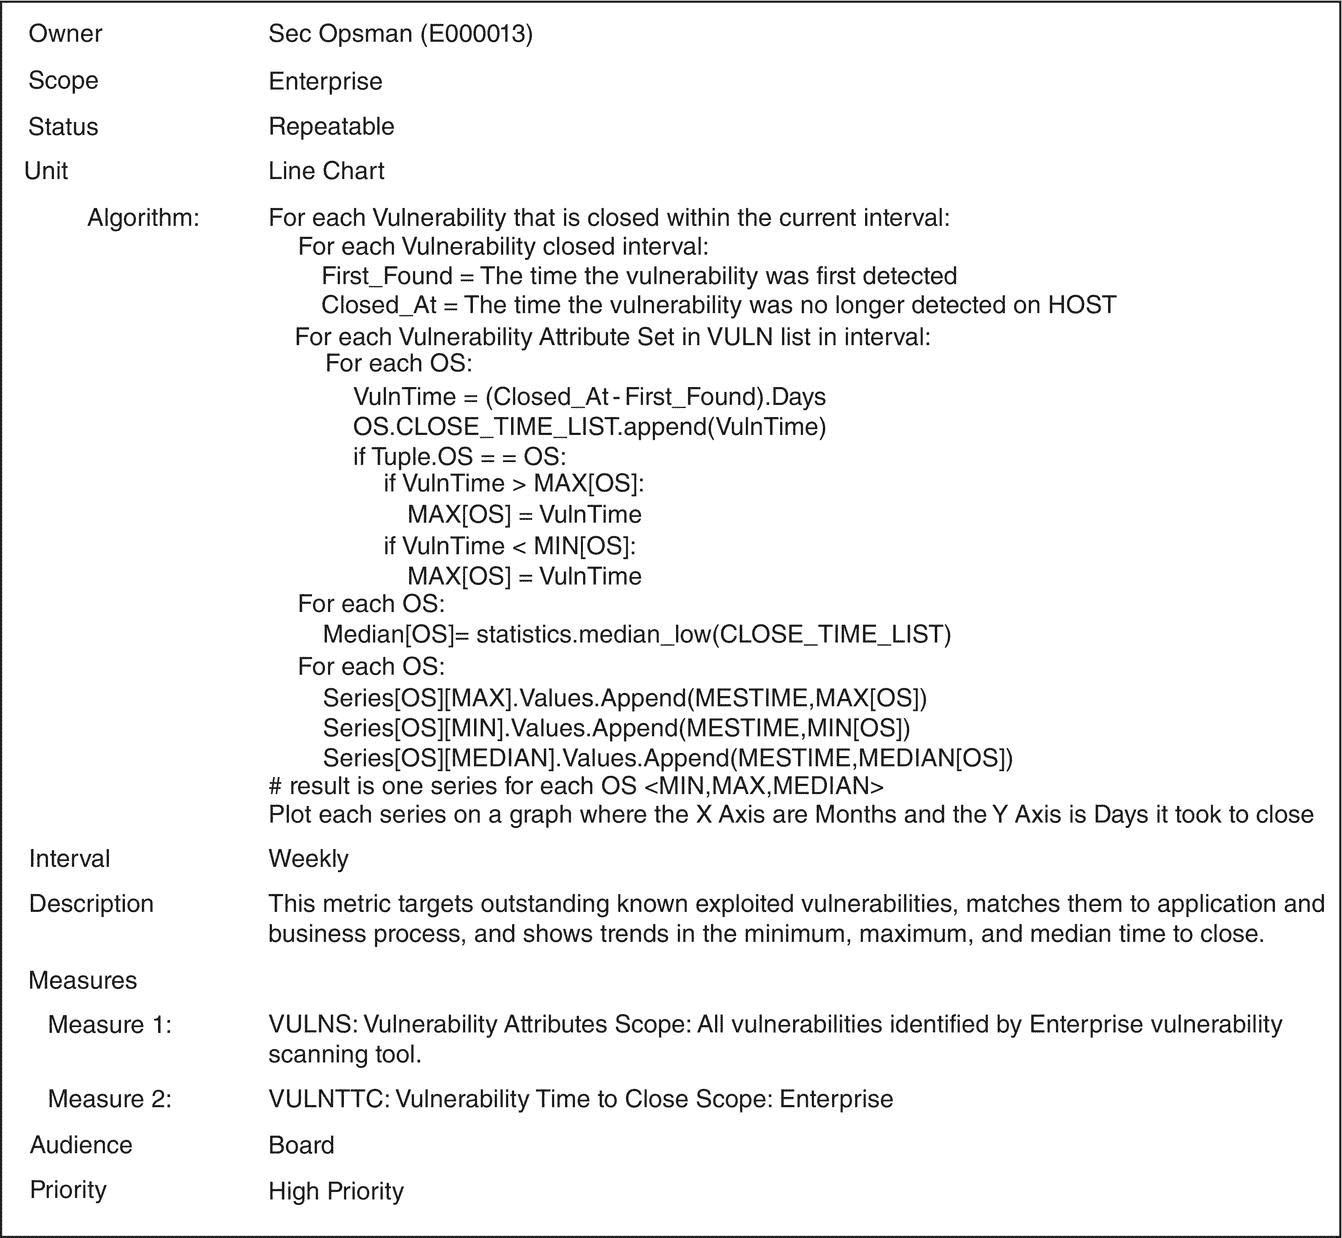 Owner Sec Opsman (E000013)
Scope Enterprise
Status Repeatable
Unit Line Chart
Algorithm: For each Vulnerability that is closed within the current interval:
For each Vulnerability closed interval:
First_Found = The time the vulnerability was first detected
Closed_At = The time the vulnerability was no longer detected on HOST
For each Vulnerability Attribute Set in VULN list in interval:
For each OS:
VulnTime = (Closed_At - First_Found).Days
OS.CLOSE_TIME_LIST.append(VulnTime)
if Tuple.OS = = OS:
if VulnTime > MAX[OS]:
MAX[OS] = VulnTime
if VulnTime < MIN[OS]:
MAX[OS] = VulnTime
For each OS:
Median[OS]= statistics.median_low(CLOSE_TIME_LIST)
For each OS:
Series[OS][MAX].Values.Append(MESTIME,MAX[OS])
Series[OS][MIN].Values.Append(MESTIME,MIN[OS])
Series[OS][MEDIAN].Values.Append(MESTIME,MEDIAN[OS])
# result is one series for each OS <MIN,MAX,MEDIAN>
Plot each series on a graph where the X Axis are Months and the Y Axis is Days it took to close
Interval Weekly
Description This metric targets outstanding known exploited vulnerabilities, matches them to application and
business process, and shows trends in the minimum, maximum, and median time to close.
Measures
Measure 1: VULNS: Vulnerability Attributes Scope: All vulnerabilities identified by Enterprise vulnerability
scanning tool.
Measure 2: VULNTTC: Vulnerability Time to Close Scope: Enterprise
Audience Board
Priority High Priority